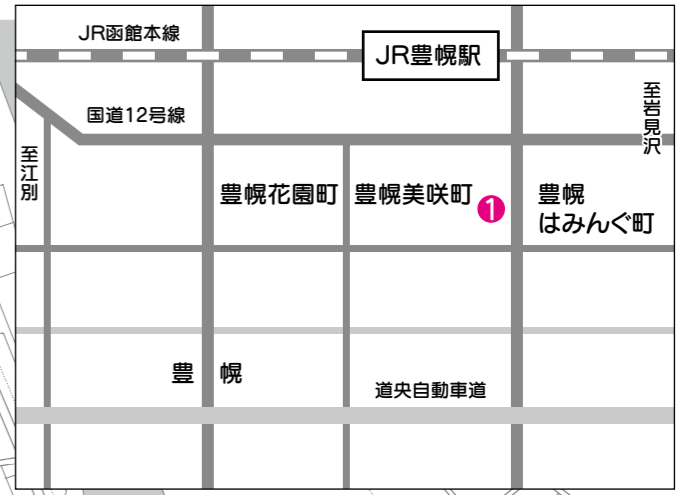 JR函館本線
JR豊幌駅
国道12号線
至岩見沢
至江別
豊幌花園町
豊幌美咲町
1
豊幌
はみんぐ町
豊幌
道央自動車道